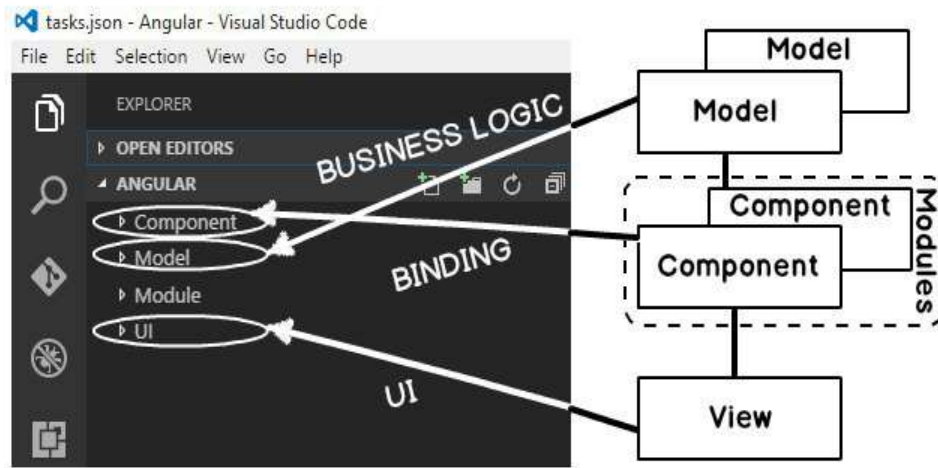 tasks.json - Angular - Visual Studio Code
File Edit Selection View Go Help
EXPLORER
OPEN EDITORS
ANGULAR
Component
Model
Module
UI
BUSINESS LOGIC
BINDING
UI
Model
Model
Component
Component
Modules
View